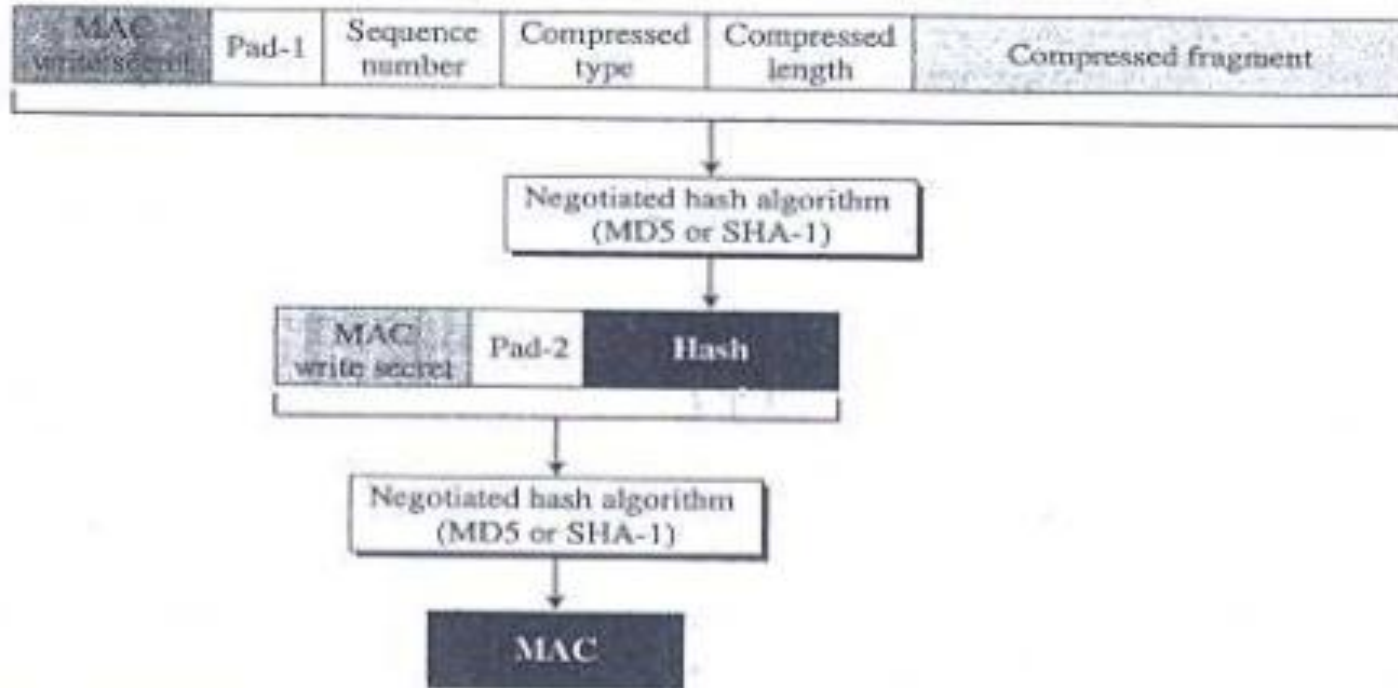 MAC
write secret
Pad-1
Sequence
number
Compressed
type
Compressed
length
Compressed fragment
Negotiated hash algorithm
(MD5 or SHA-1)
MAC
write secret
Pad-2
Hash
Negotiated hash algorithm
(MD5 or SHA-1)
MAC